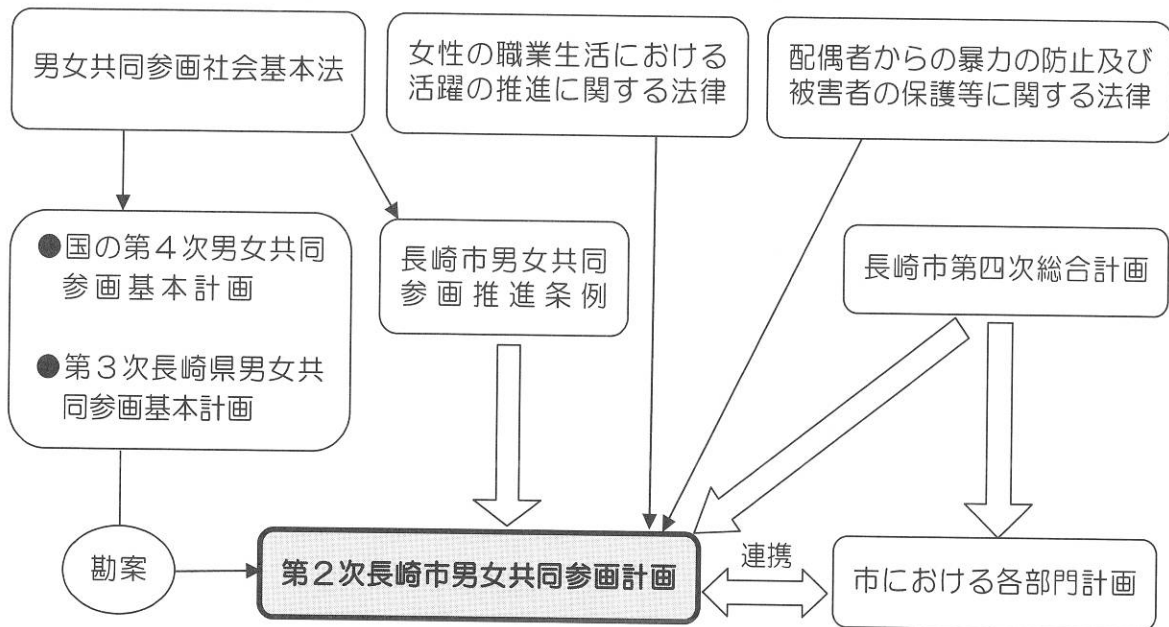 男女共同参画社会基本法
女性の職業生活における
活躍の推進に関する法律
配偶者からの暴力の防止及び
被害者の保護等に関する法律
●国の第4次男女共同
参画基本計画
●第3次長崎県男女共
同参画基本計画
長崎市男女共同
参画推進条例
長崎市第四次総合計画
勘案
第2次長崎市男女共同参画計画
連携
市における各部門計画